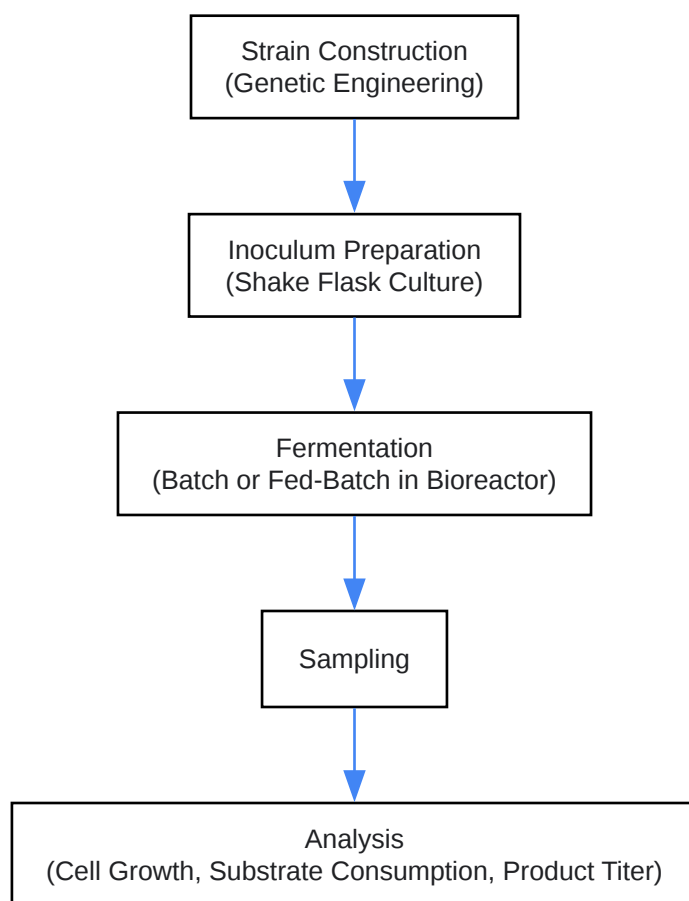 Strain Construction
(Genetic Engineering)
Inoculum Preparation
(Shake Flask Culture)
Fermentation
(Batch or Fed-Batch in Bioreactor)
Sampling
Analysis
(Cell Growth, Substrate Consumption, Product Titer)